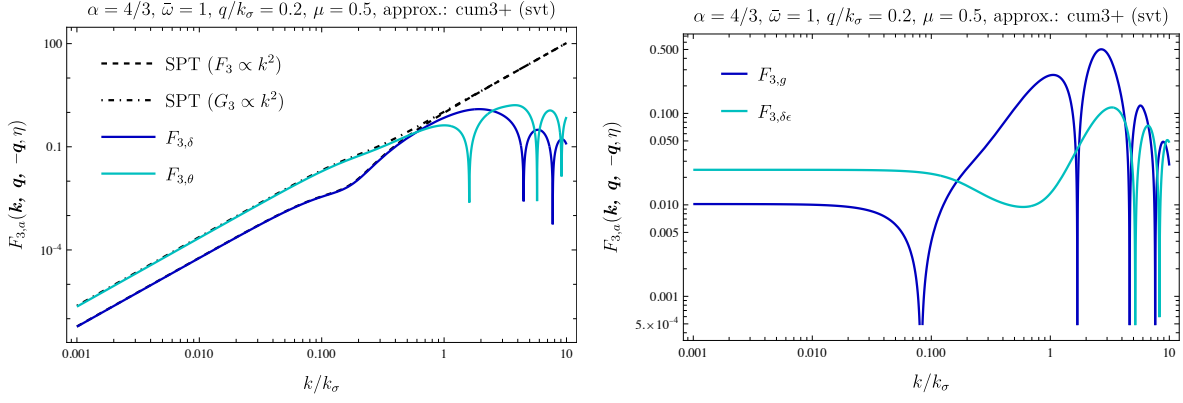 α = 4/3, ω̄ = 1, q/k_σ = 0.2, μ = 0.5, approx.: cum3+ (svt)
F_{3,a}(k, q, −q, η)
100
0.1
10^{-4}
SPT (F_3 ∝ k^2)
SPT (G_3 ∝ k^2)
F_{3,δ}
F_{3,θ}
0.001
0.010
0.100
1
10
k/k_σ
α = 4/3, ω̄ = 1, q/k_σ = 0.2, μ = 0.5, approx.: cum3+ (svt)
F_{3,a}(k, q, −q, η)
0.500
0.100
0.050
0.010
0.005
0.001
5.×10^{-4}
F_{3,g}
F_{3,δϵ}
0.001
0.010
0.100
1
10
k/k_σ